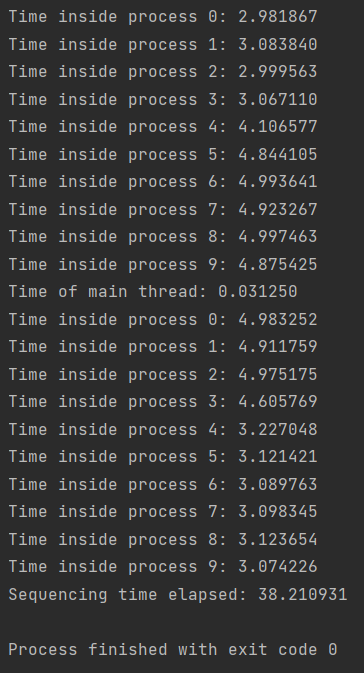 Time inside process 0: 2.981867
Time inside process 1: 3.083840
Time inside process 2: 2.999563
Time inside process 3: 3.067110
Time inside process 4: 4.106577
Time inside process 5: 4.844105
Time inside process 6: 4.993641
Time inside process 7: 4.923267
Time inside process 8: 4.997463
Time inside process 9: 4.875425
Time of main thread: 0.031250
Time inside process 0: 4.983252
Time inside process 1: 4.911759
Time inside process 2: 4.975175
Time inside process 3: 4.605769
Time inside process 4: 3.227048
Time inside process 5: 3.121421
Time inside process 6: 3.089763
Time inside process 7: 3.098345
Time inside process 8: 3.123654
Time inside process 9: 3.074226
Sequencing time elapsed: 38.210931
Process finished with exit code 0